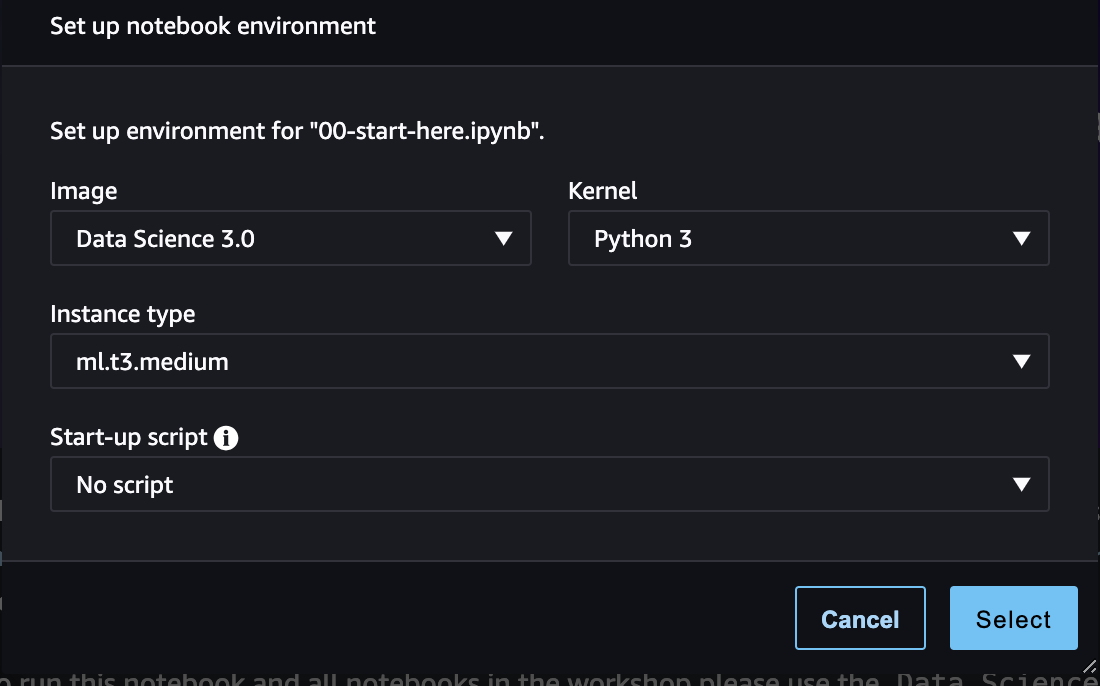 Set up notebook environment
Set up environment for "00-start-here.ipynb".
Image
Kernel
Data Science 3.0
Python 3
Instance type
ml.t3.medium
Start-up script
No script
Cancel
Select
run this notebook and all notebooks in the workshop please use the Data Science